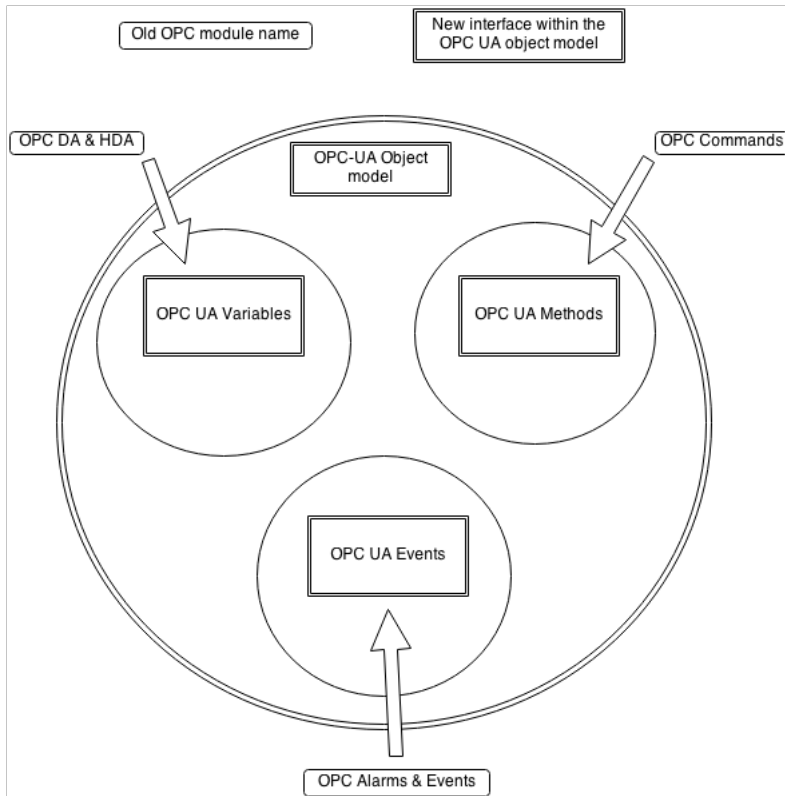 Old OPC module name
New interface within the
OPC UA object model
OPC DA & HDA
OPC-UA Object
model
OPC Commands
OPC UA Variables
OPC UA Methods
OPC UA Events
OPC Alarms & Events